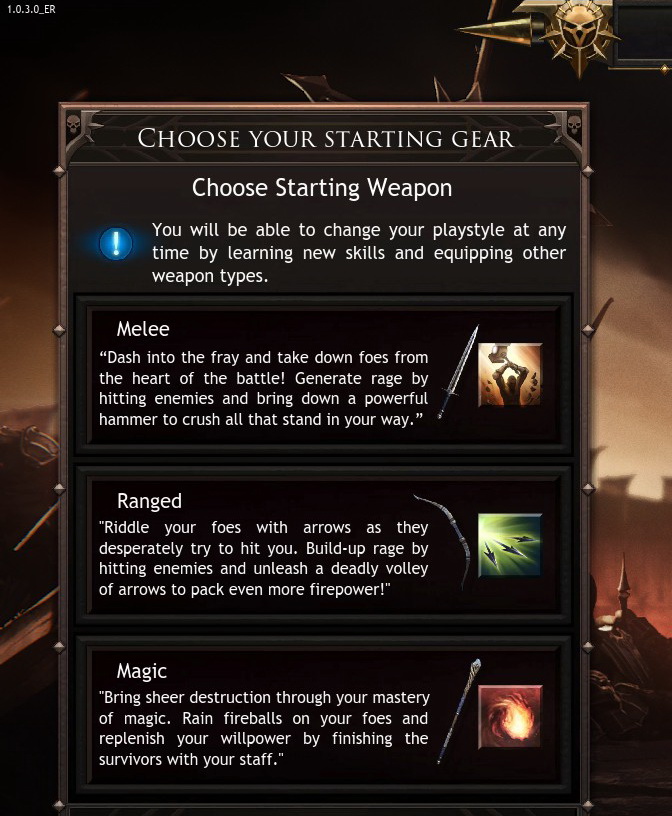 1.0.3.0_ER
CHOOSE YOUR STARTING GEAR
Choose Starting Weapon
You will be able to change your playstyle at any
time by learning new skills and equipping other
weapon types.
Melee
“Dash into the fray and take down foes from
the heart of the battle! Generate rage by
hitting enemies and bring down a powerful
hammer to crush all that stand in your way.”
Ranged
"Riddle your foes with arrows as they
desperately try to hit you. Build-up rage by
hitting enemies and unleash a deadly volley
of arrows to pack even more firepower!"
Magic
"Bring sheer destruction through your mastery
of magic. Rain fireballs on your foes and
replenish your willpower by finishing the
survivors with your staff."